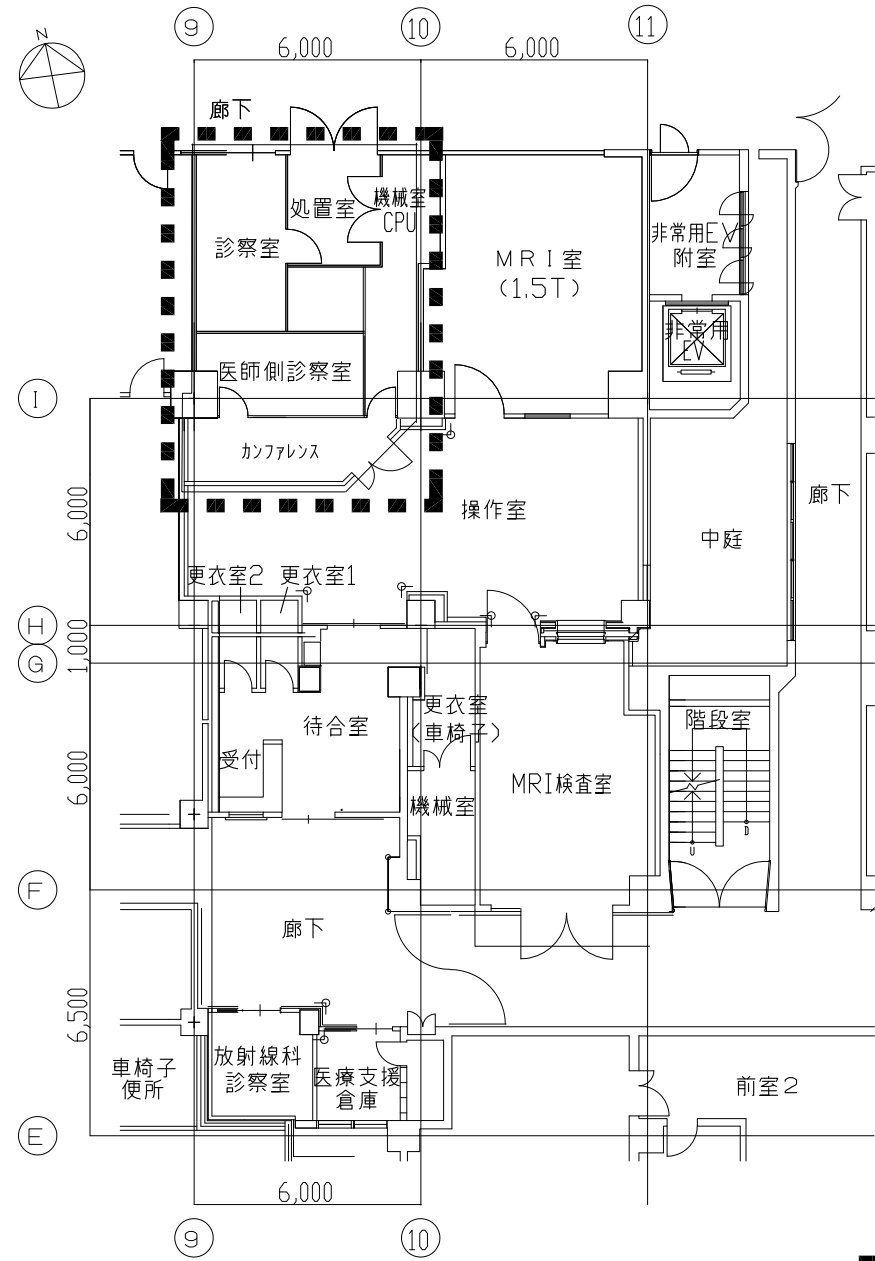 9
10
11
N
6,000
6,000
廊下
処置室
機械室
CPU
診察室
MRI室
(1.5T)
非常用EV
附室
非常用
EV
医師側診察室
I
カンファレンス
6,000
操作室
廊下
中庭
更衣室2
更衣室1
H
1,000
G
更衣室
(車椅子)
階段室
待合室
受付
6,000
機械室
MRI検査室
U
D
F
廊下
6,500
車椅子
便所
放射線科
診察室
医療支援
倉庫
前室2
E
6,000
9
10